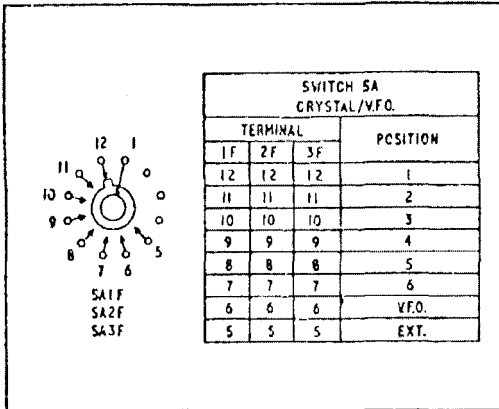 12 1
11
10
9
8
7 6
5
SA1F
SA2F
SA3F
SWITCH SA
CRYSTAL/V.F.O.
TERMINAL POSITION
1F 2F 3F
12 12 12 1
11 11 11 2
10 10 10 3
9 9 9 4
8 8 8 5
7 7 7 6
6 6 6 V.F.O.
5 5 5 EXT.